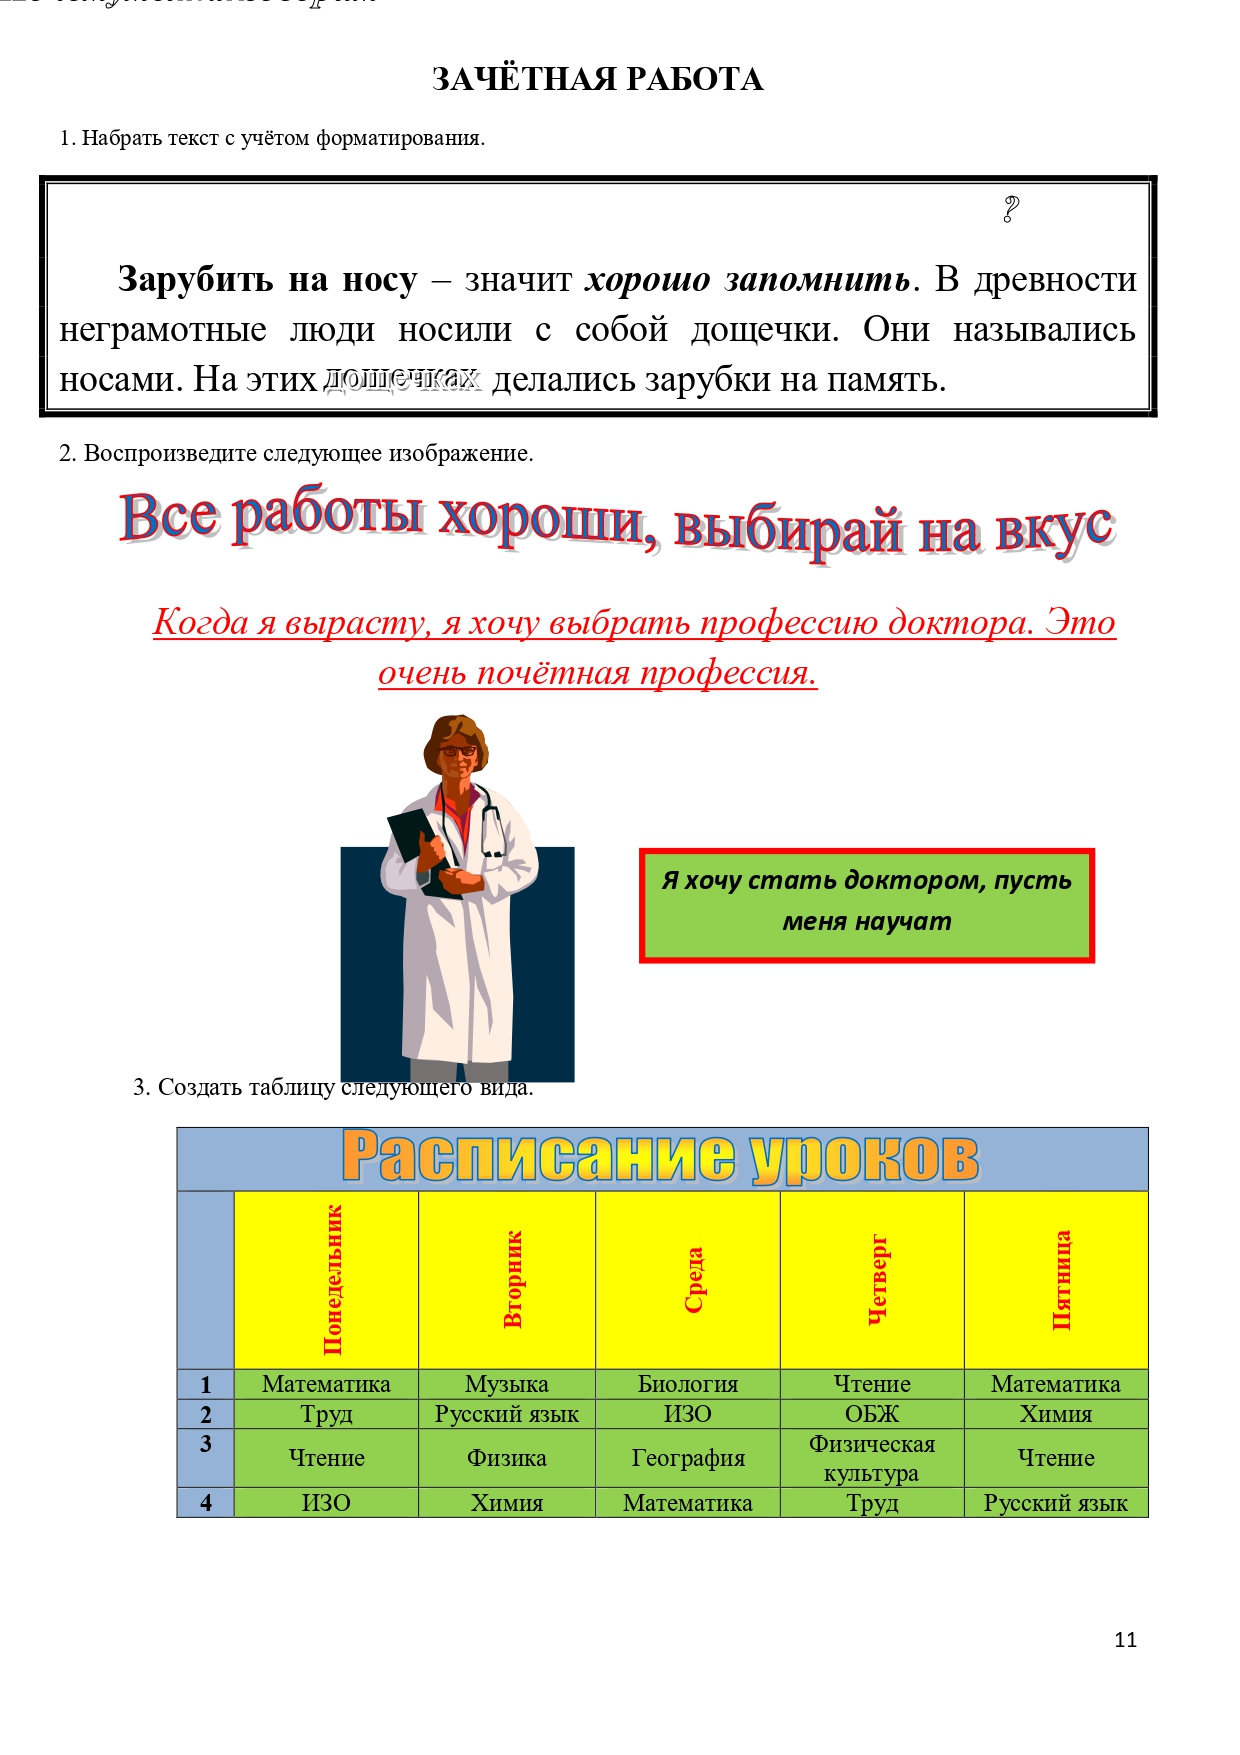 ЗАЧЁТНАЯ РАБОТА
1. Набрать текст с учётом форматирования.
?
Зарубить на носу – значит хорошо запомнить. В древности
неграмотные люди носили с собой дощечки. Они назывались
носами. На этих дощечках делались зарубки на память.
2. Воспроизведите следующее изображение.
Все работы хороши, выбирай на вкус
Когда я вырасту, я хочу выбрать профессию доктора. Это
очень почётная профессия.
Я хочу стать доктором, пусть
меня научат
3. Создать таблицу следующего вида.
Расписание уроков
Понедельник Вторник Среда Четверг Пятница
1 Математика Музыка Биология Чтение Математика
2 Труд Русский язык ИЗО ОБЖ Химия
3 Чтение Физика География Физическая культура Чтение
4 ИЗО Химия Математика Труд Русский язык
11